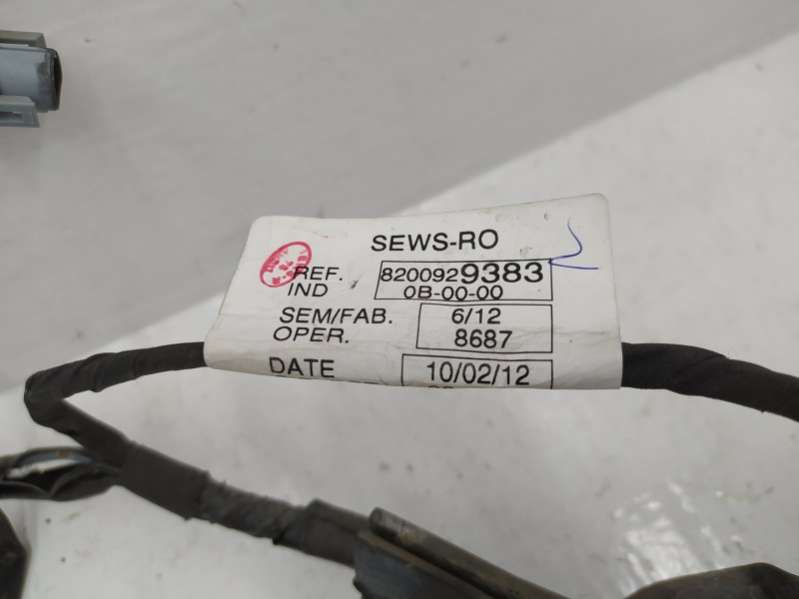 SEWS-RO
REF. 8200929383
IND 0B-00-00
SEM/FAB. 6/12
OPER. 8687
DATE 10/02/12